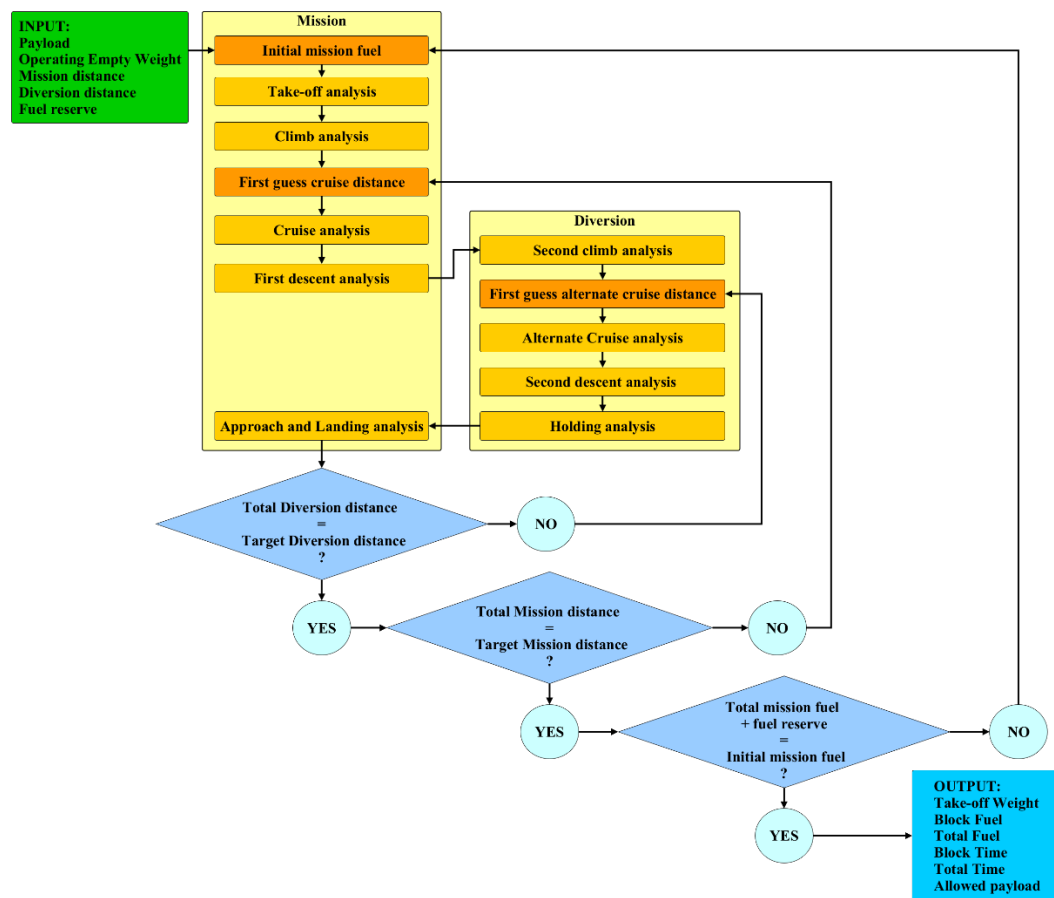 INPUT:
Payload
Operating Empty Weight
Mission distance
Diversion distance
Fuel reserve
Mission
Initial mission fuel
Take-off analysis
Climb analysis
First guess cruise distance
Cruise analysis
First descent analysis
Diversion
Second climb analysis
First guess alternate cruise distance
Alternate Cruise analysis
Second descent analysis
Holding analysis
Approach and Landing analysis
Total Diversion distance
=
Target Diversion distance
?
NO
YES
Total Mission distance
=
Target Mission distance
?
NO
YES
Total mission fuel
+ fuel reserve
=
Initial mission fuel
?
NO
YES
OUTPUT:
Take-off Weight
Block Fuel
Total Fuel
Block Time
Total Time
Allowed payload